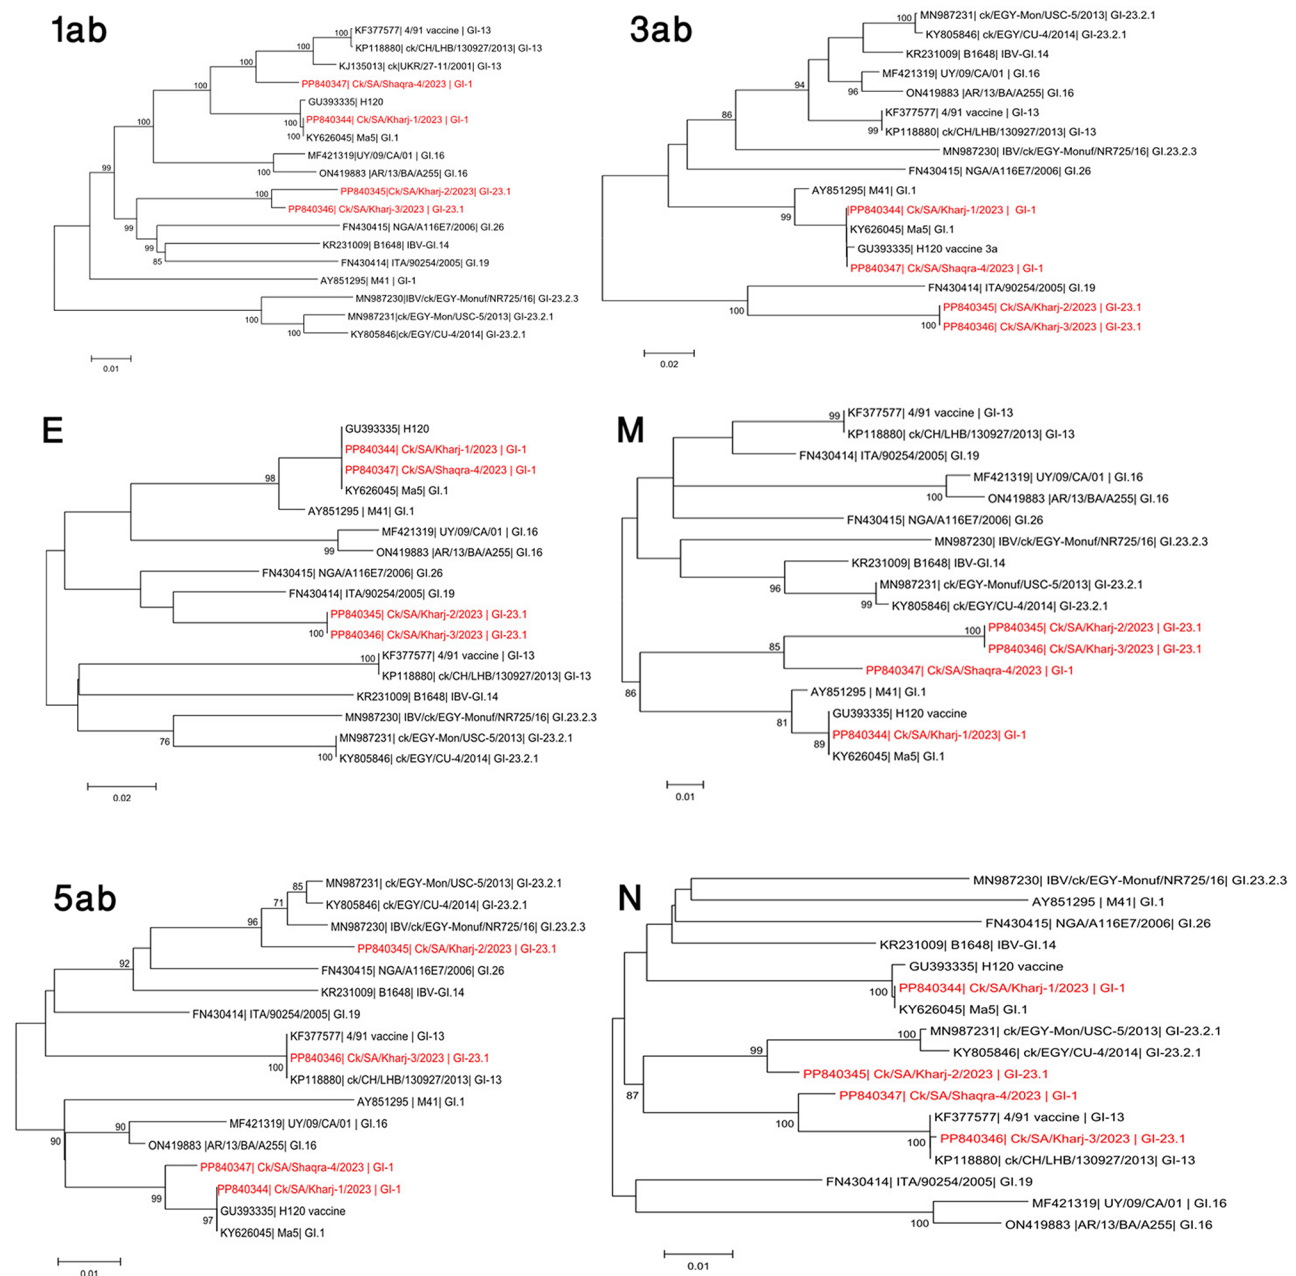 1ab
100
KF377577| 4/91 vaccine | GI-13
KP118880| ck/CH/LHB/130927/2013| GI-13
100
KJ135013| ck|UKR/27-11/2001| GI-13
100
PP840347| Ck/SA/Shaqra-4/2023 | GI-1
100
GU393335| H120
100
PP840344| Ck/SA/Kharj-1/2023 | GI-1
100
KY626045| Ma5| GI.1
100
MF421319|UY/09/CA/01 | GI.16
100
ON419883 |AR/13/BA/A255| GI.16
99
100
PP840345|Ck/SA/Kharj-2/2023| GI-23.1
PP840346| Ck/SA/Kharj-3/2023| GI-23.1
99
FN430415| NGA/A116E7/2006| GI.26
99
KR231009| B1648| IBV-GI.14
85
FN430414| ITA/90254/2005| GI.19
AY851295| M41 | GI-1
MN987230|IBV/ck/EGY-Monuf/NR725/16| GI-23.2.3
100
MN987231|ck/EGY-Mon/USC-5/2013| GI-23.2.1
100
KY805846|ck/EGY/CU-4/2014| GI-23.2.1
0.01
3ab
100
MN987231| ck/EGY-Mon/USC-5/2013| GI-23.2.1
KY805846| ck/EGY/CU-4/2014| GI-23.2.1
KR231009| B1648| IBV-GI.14
94
MF421319| UY/09/CA/01 | GI.16
96
ON419883 |AR/13/BA/A255| GI.16
86
KF377577| 4/91 vaccine | GI-13
99
KP118880| ck/CH/LHB/130927/2013| GI-13
MN987230| IBV/ck/EGY-Monuf/NR725/16| GI.23.2.3
FN430415| NGA/A116E7/2006| GI.26
AY851295| M41| GI.1
99
PP840344| Ck/SA/Kharj-1/2023 | GI-1
KY626045| Ma5| GI.1
GU393335| H120 vaccine 3a
PP840347| Ck/SA/Shaqra-4/2023 | GI-1
FN430414| ITA/90254/2005| GI.19
100
PP840345| Ck/SA/Kharj-2/2023 | GI-23.1
100
PP840346| Ck/SA/Kharj-3/2023 | GI-23.1
0.02
E
GU393335| H120
PP840344| Ck/SA/Kharj-1/2023 | GI-1
PP840347| Ck/SA/Shaqra-4/2023 | GI-1
98
KY626045| Ma5| GI.1
AY851295 | M41| GI.1
MF421319| UY/09/CA/01 | GI.16
99
ON419883 |AR/13/BA/A255| GI.16
FN430415| NGA/A116E7/2006| GI.26
FN430414| ITA/90254/2005| GI.19
PP840345| Ck/SA/Kharj-2/2023 | GI-23.1
100
PP840346| Ck/SA/Kharj-3/2023 | GI-23.1
100
KF377577| 4/91 vaccine | GI-13
KP118880| ck/CH/LHB/130927/2013| GI-13
KR231009| B1648| IBV-GI.14
MN987230| IBV/ck/EGY-Monuf/NR725/16| GI.23.2.3
76
MN987231| ck/EGY-Mon/USC-5/2013| GI-23.2.1
100
KY805846| ck/EGY/CU-4/2014| GI-23.2.1
0.02
M
99
KF377577| 4/91 vaccine | GI-13
KP118880| ck/CH/LHB/130927/2013| GI-13
FN430414| ITA/90254/2005| GI.19
MF421319| UY/09/CA/01 | GI.16
100
ON419883 |AR/13/BA/A255| GI.16
FN430415| NGA/A116E7/2006| GI.26
MN987230| IBV/ck/EGY-Monuf/NR725/16| GI.23.2.3
KR231009| B1648| IBV-GI.14
96
MN987231| ck/EGY-Monuf/USC-5/2013| GI-23.2.1
99
KY805846| ck/EGY/CU-4/2014| GI-23.2.1
100
PP840345| Ck/SA/Kharj-2/2023 | GI-23.1
85
PP840346| Ck/SA/Kharj-3/2023 | GI-23.1
PP840347| Ck/SA/Shaqra-4/2023 | GI-1
86
AY851295 | M41| GI.1
81
GU393335| H120 vaccine
89
PP840344| Ck/SA/Kharj-1/2023| GI-1
KY626045| Ma5| GI.1
0.01
5ab
85
MN987231| ck/EGY-Mon/USC-5/2013| GI-23.2.1
71
KY805846| ck/EGY/CU-4/2014| GI-23.2.1
96
MN987230| IBV/ck/EGY-Monuf/NR725/16| GI.23.2.3
PP840345| Ck/SA/Kharj-2/2023 | GI-23.1
92
FN430415| NGA/A116E7/2006| GI.26
KR231009| B1648| IBV-GI.14
FN430414| ITA/90254/2005| GI.19
KF377577| 4/91 vaccine | GI-13
PP840346| Ck/SA/Kharj-3/2023 | GI-23.1
100
KP118880| ck/CH/LHB/130927/2013| GI-13
AY851295 | M41| GI.1
90
MF421319| UY/09/CA/01 | GI.16
90
ON419883 |AR/13/BA/A255| GI.16
PP840347| Ck/SA/Shaqra-4/2023 | GI-1
99
PP840344| Ck/SA/Kharj-1/2023 | GI-1
GU393335| H120 vaccine
97
KY626045| Ma5| GI.1
0.01
N
MN987230| IBV/ck/EGY-Monuf/NR725/16| GI.23.2.3
AY851295 | M41| GI.1
FN430415| NGA/A116E7/2006| GI.26
KR231009| B1648| IBV-GI.14
GU393335| H120 vaccine
100
PP840344| Ck/SA/Kharj-1/2023 | GI-1
KY626045| Ma5| GI.1
100
MN987231| ck/EGY-Mon/USC-5/2013| GI-23.2.1
99
KY805846| ck/EGY/CU-4/2014| GI-23.2.1
PP840345| Ck/SA/Kharj-2/2023 | GI-23.1
87
PP840347| Ck/SA/Shaqra-4/2023 | GI-1
100
KF377577| 4/91 vaccine | GI-13
100
PP840346| Ck/SA/Kharj-3/2023 | GI-23.1
KP118880| ck/CH/LHB/130927/2013| GI-13
FN430414| ITA/90254/2005| GI.19
MF421319| UY/09/CA/01 | GI.16
100
ON419883 |AR/13/BA/A255| GI.16
0.01